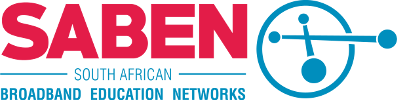 SABEN
SOUTH AFRICAN
BROADBAND EDUCATION NETWORKS